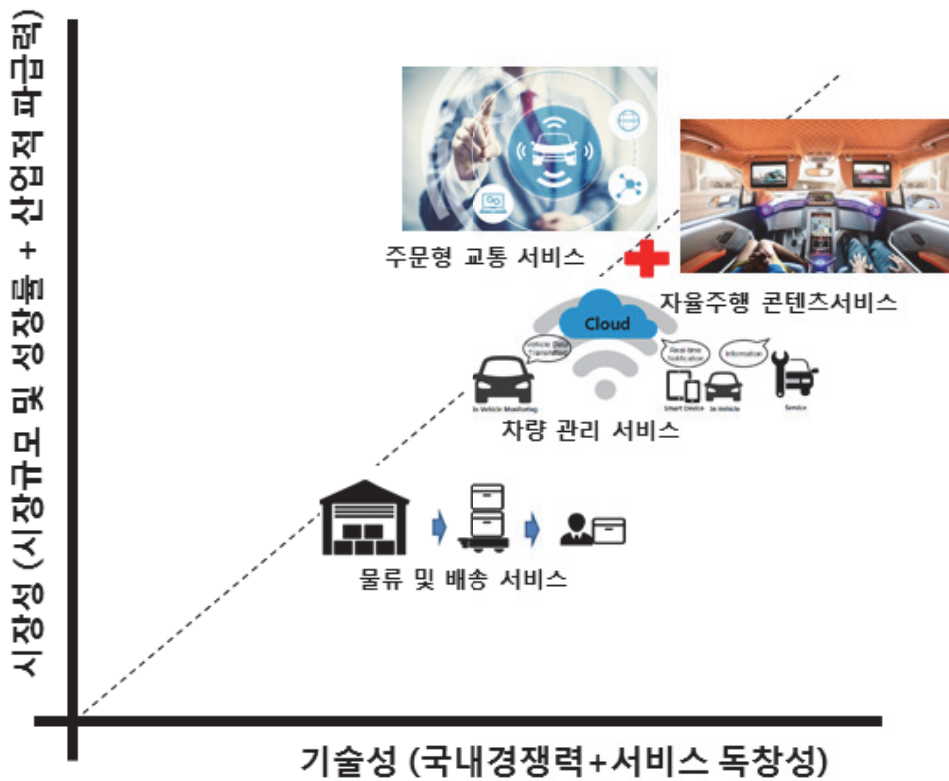 시장성 (시장규모 및 성장률 + 산업적 파급력)
주문형 교통 서비스
자율주행 콘텐츠서비스
Cloud
Vehicle Data
Transmitted
Real-time
Notification
Information
In Vehicle Monitoring
Smart Device
In Vehicle
Service
차량 관리 서비스
물류 및 배송 서비스
기술성 (국내경쟁력+서비스 독창성)